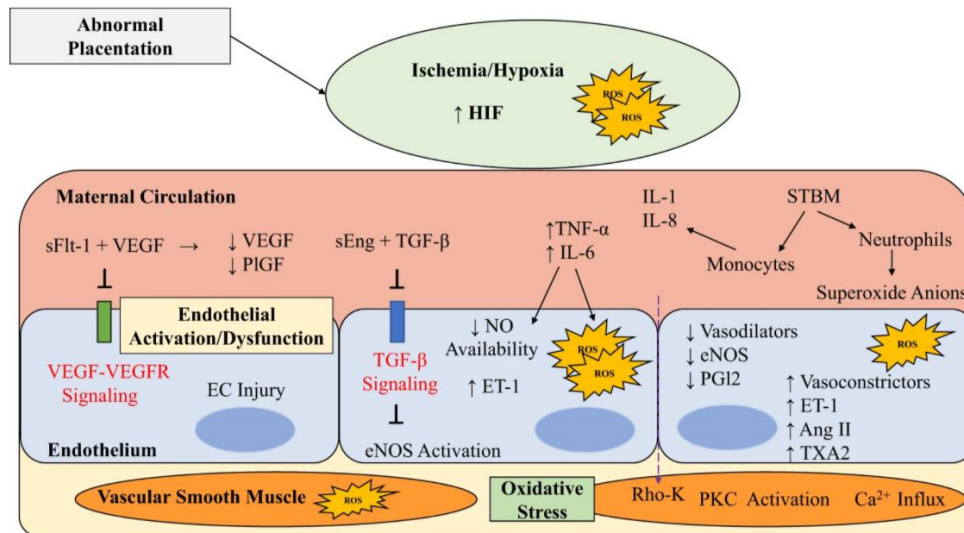 Abnormal
Placentation
Ischemia/Hypoxia
↑ HIF
ROS
ROS
Maternal Circulation
sFlt-1 + VEGF → ↓ VEGF
↓ PlGF
sEng + TGF-β
↑TNF-α
↑ IL-6
IL-1
IL-8
STBM
Monocytes
Neutrophils
Superoxide Anions
Endothelial
Activation/Dysfunction
VEGF-VEGFR
Signaling
EC Injury
Endothelium
TGF-β
Signaling
eNOS Activation
↓ NO
Availability
↑ ET-1
ROS
ROS
↓ Vasodilators
↓ eNOS
↓ PGl2
ROS
↑ Vasoconstrictors
↑ ET-1
↑ Ang II
↑ TXA2
Vascular Smooth Muscle
ROS
Oxidative
Stress
Rho-K PKC Activation Ca²⁺ Influx